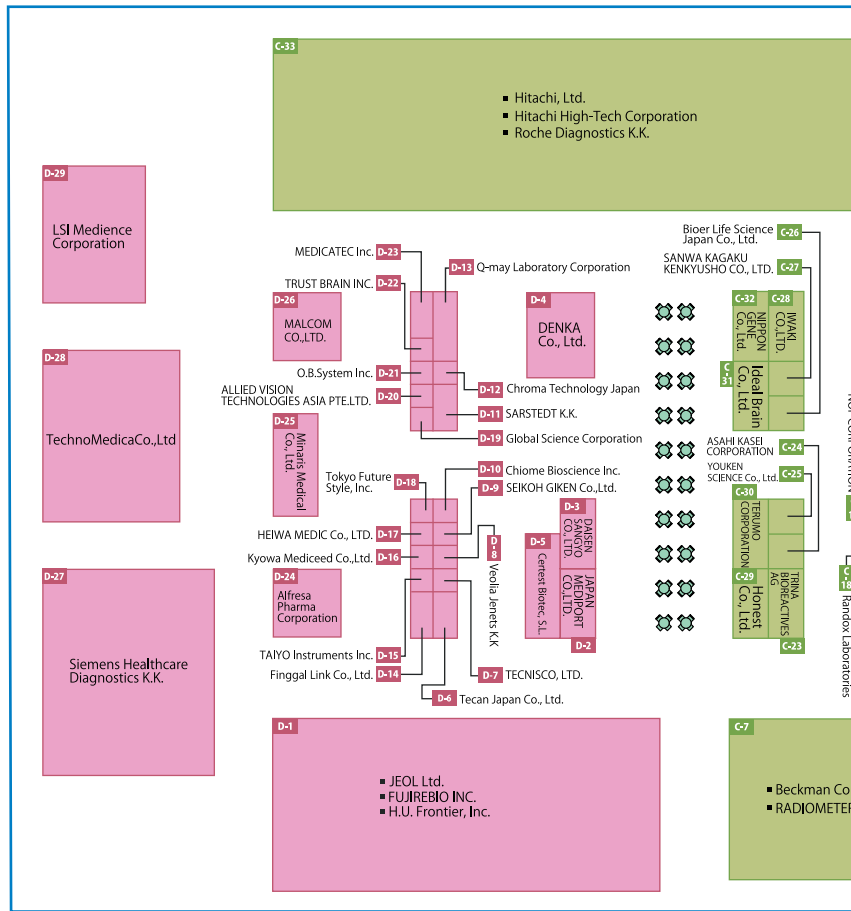 C-33
▪ Hitachi, Ltd.
▪ Hitachi High-Tech Corporation
▪ Roche Diagnostics K.K.
D-29
LSI Medience
Corporation
MEDICATEC Inc. D-23
D-13 Q-may Laboratory Corporation
TRUST BRAIN INC. D-22
D-26
MALCOM
CO.,LTD.
D-4
DENKA
Co., Ltd.
Bioer Life Science
Japan Co., Ltd.
C-26
SANWA KAGAKU
KENKYUSHO CO., LTD.
C-27
C-32
NIPPON
GENE
Co., Ltd.
C-28
IWAKI
CO.,LTD.
C
-
31
Ideal Brain
Co., Ltd.
D-28
TechnoMedicaCo.,Ltd
O.B.System Inc. D-21
ALLIED VISION
TECHNOLOGIES ASIA PTE.LTD.
D-20
D-12 Chroma Technology Japan
D-11 SARSTEDT K.K.
D-19 Global Science Corporation
D-25
Minaris Medical
Co., Ltd.
Tokyo Future
Style, Inc.
D-18
D-10 Chiome Bioscience Inc.
D-9 SEIKOH GIKEN Co.,Ltd.
ASAHI KASEI
CORPORATION
C-24
YOUKEN
SCIENCE Co., Ltd.
C-25
C-30
TERUMO
CORPORATION
HEIWA MEDIC Co., LTD. D-17
Kyowa Mediceed Co.,Ltd. D-16
D
-
8
Veolia Jenets K.K
D-3
DAISEN
SANGYO
CO., LTD
D-5
Certest Biotec, S.L.
JAPAN
MEDIPORT
CO.,LTD.
D-2
C-29
Honest
Co., Ltd.
TRINA
BIOREACTIVES
AG
C-23
D-27
Siemens Healthcare
Diagnostics K.K.
D-24
Alfresa
Pharma
Corporation
TAIYO Instruments Inc. D-15
Finggal Link Co., Ltd. D-14
D-7 TECNISCO, LTD.
D-6 Tecan Japan Co., Ltd.
18
Randox Laboratories
D-1
▪ JEOL Ltd.
▪ FUJIREBIO INC.
▪ H.U. Frontier, Inc.
C-7
▪ Beckman Co
▪ RADIOMETER